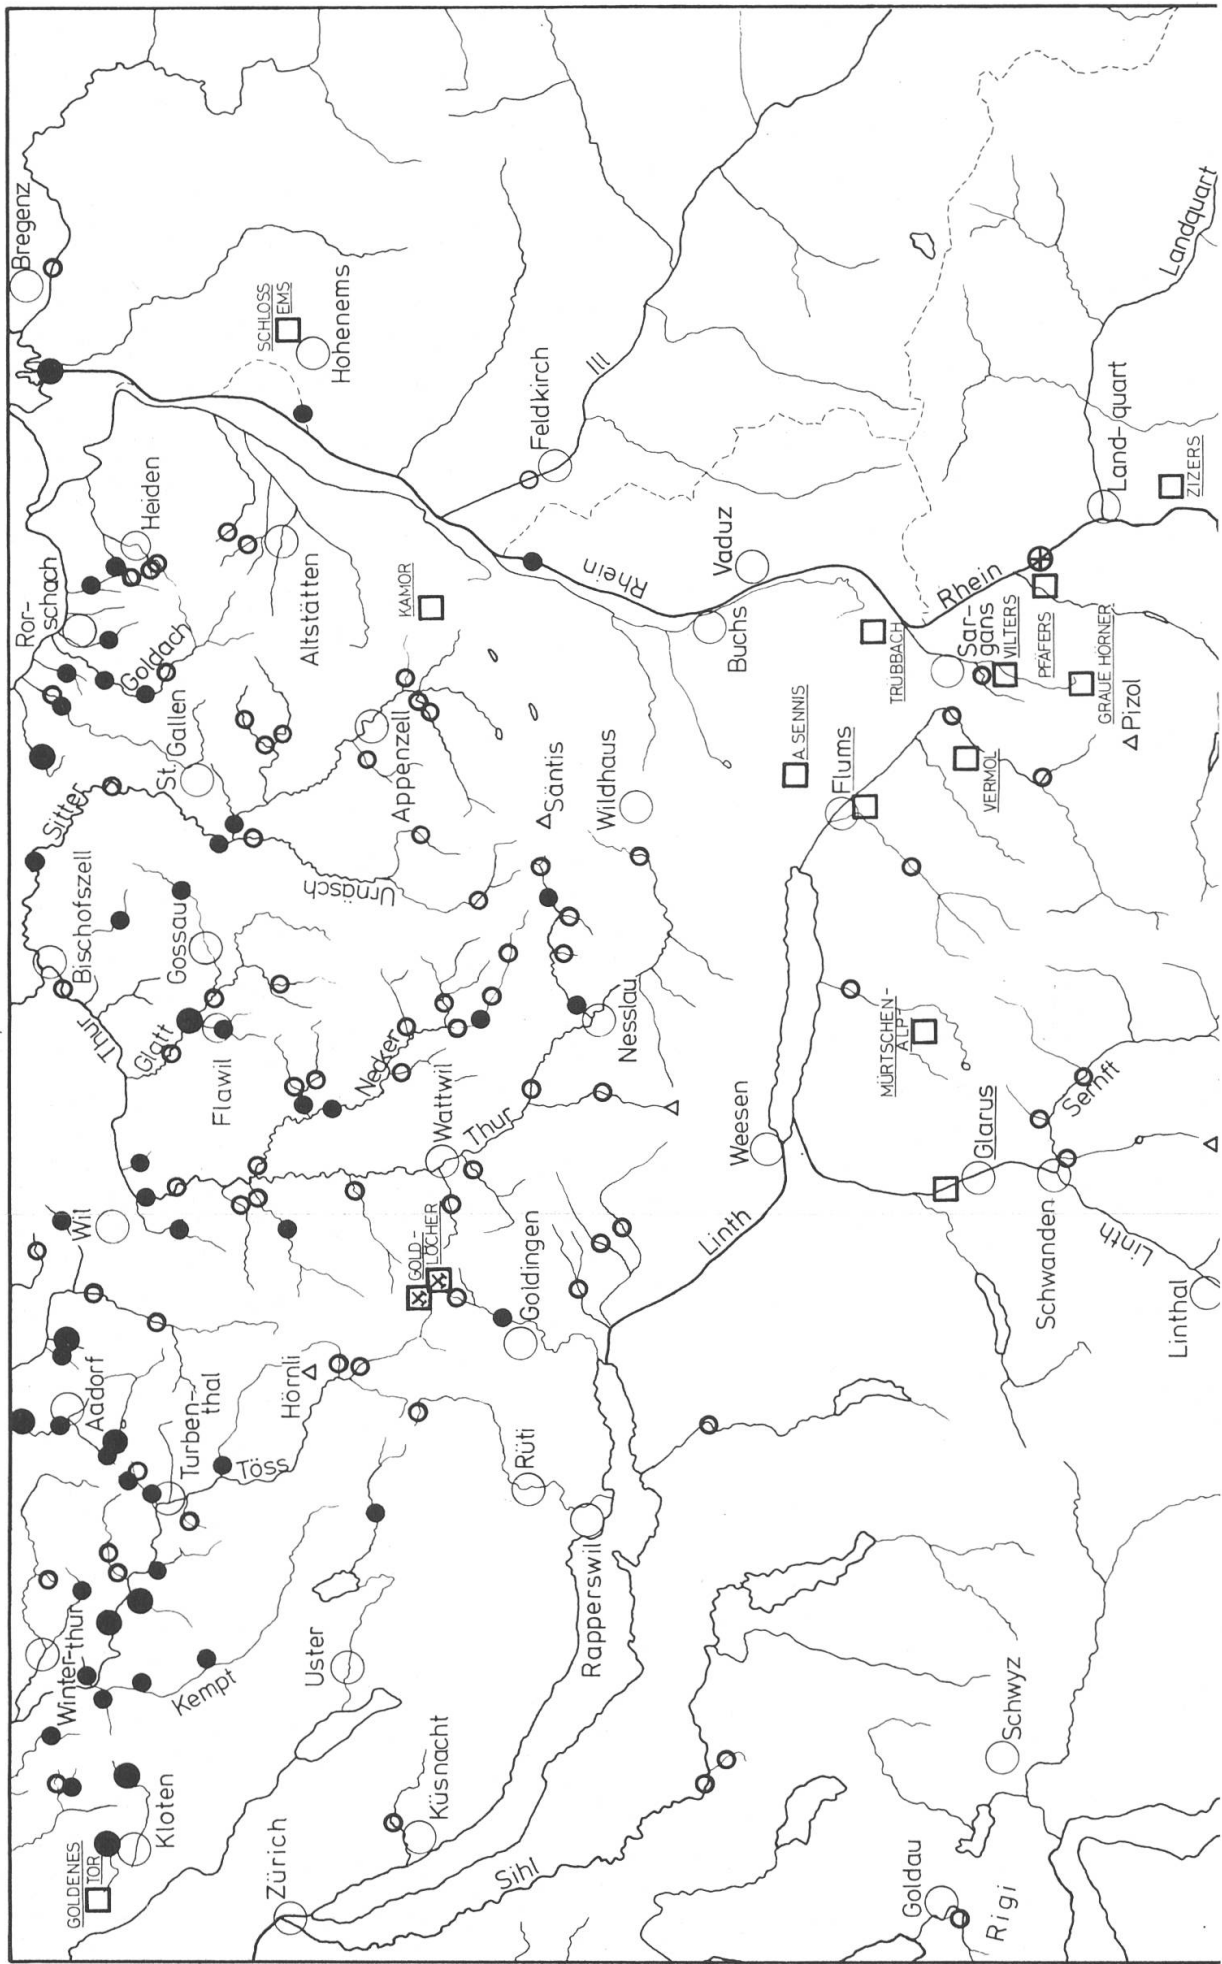 Bregenz
SCHLOSS
EMS
Hohenems
Feldkirch
Ill
Landquart
Land-quart
ZIZERS
Heiden
Ror-
schach
Goldach
Altstätten
KAMOR
Rhein
Vaduz
Buchs
Rhein
TRÜBBACH
Sar-
gans
VILTERS
PFÄFERS
GRAUE HÖRNER
Pizol
St. Gallen
Appenzell
Säntis
Wildhaus
A. SENNIS
Flums
VERMOL
Sitter
Bischofszell
Gossau
Urnäsch
Thur
Glatt
Flawil
Necker
Nesslau
Wattwil
Thur
MÜRTSCHEN-
ALP
Weesen
Glarus
Sernft
Schwanden
Linth
Linthal
Linth
Wil
GOLD-
LÖCHER
Goldingen
Aadorf
Turben-
thal
Hörnli
Töss
Rüti
Rapperswil
Winter-thur
Kempt
Uster
Küsnacht
Kloten
GOLDENES
TOR
Zürich
Sihl
Schwyz
Goldau
Rigi